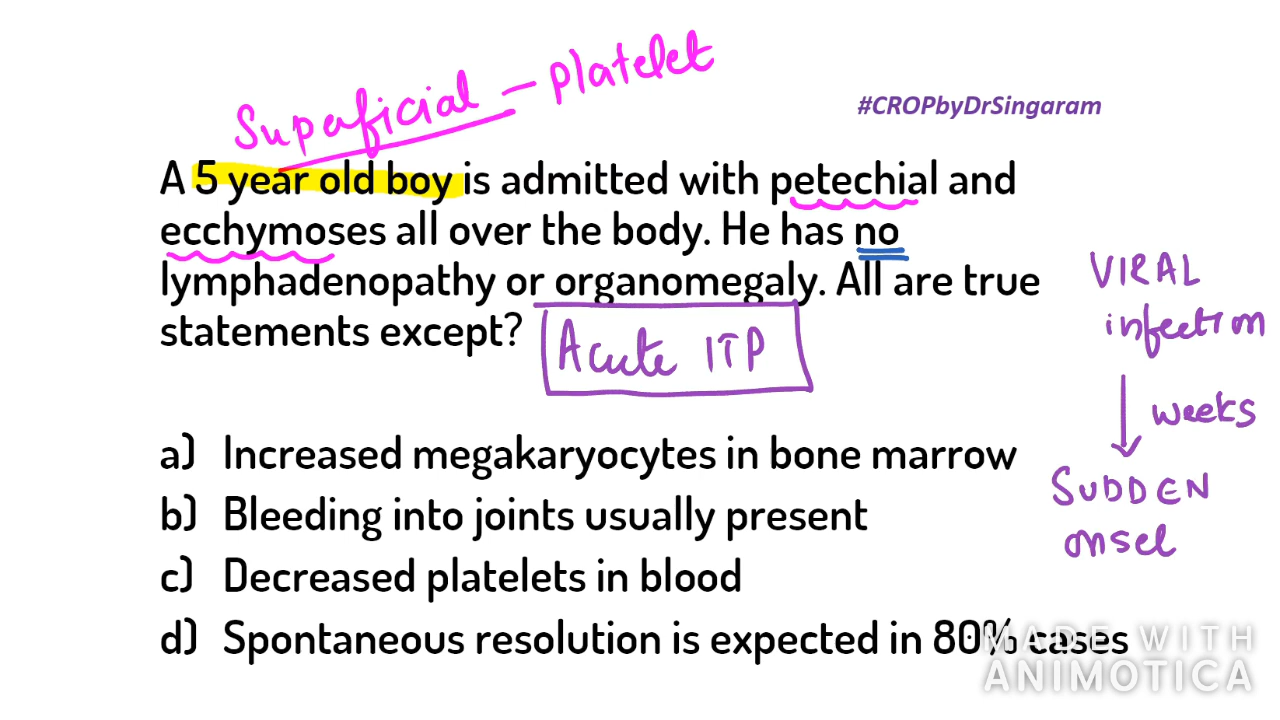 Supeficial - platelet
#CROPbyDrSingaram
A 5 year old boy is admitted with petechial and
ecchymoses all over the body. He has no
lymphadenopathy or organomegaly. All are true
statements except?
Acute ITP
VIRAL
infection
weeks
SUDDEN
onset
a) Increased megakaryocytes in bone marrow
b) Bleeding into joints usually present
c) Decreased platelets in blood
d) Spontaneous resolution is expected in 80% cases
MADE WITH
ANIMOTICA